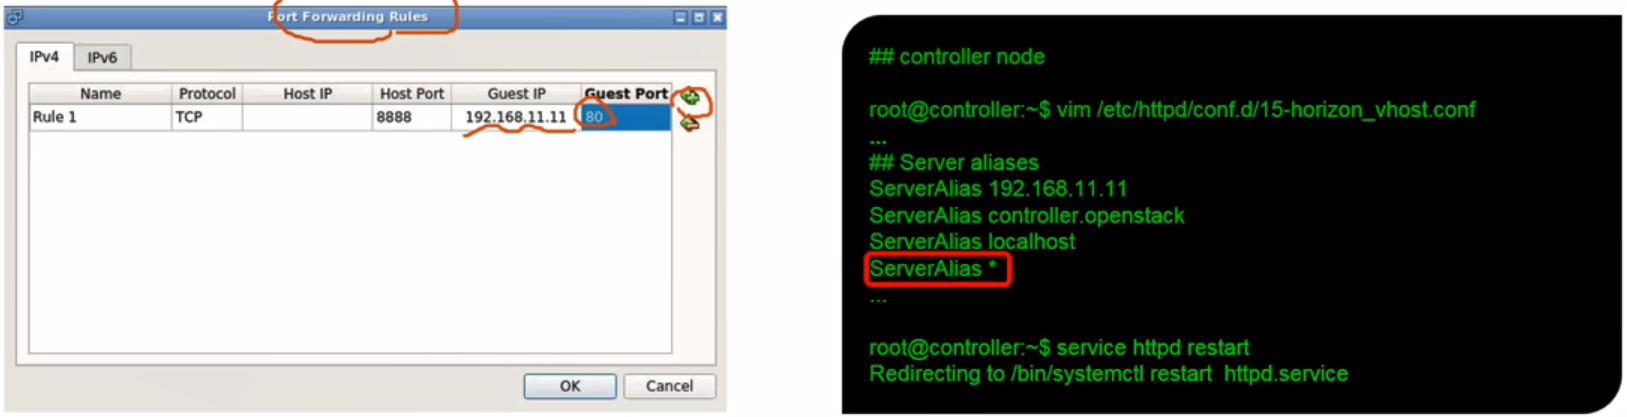 Port Forwarding Rules
IPv4 IPv6
Name Protocol Host IP Host Port Guest IP Guest Port
Rule 1 TCP 8888 192.168.11.11 80
OK Cancel
## controller node
root@controller:~$ vim /etc/httpd/conf.d/15-horizon_vhost.conf
...
## Server aliases
ServerAlias 192.168.11.11
ServerAlias controller.openstack
ServerAlias localhost
ServerAlias *
...
root@controller:~$ service httpd restart
Redirecting to /bin/systemctl restart  httpd.service